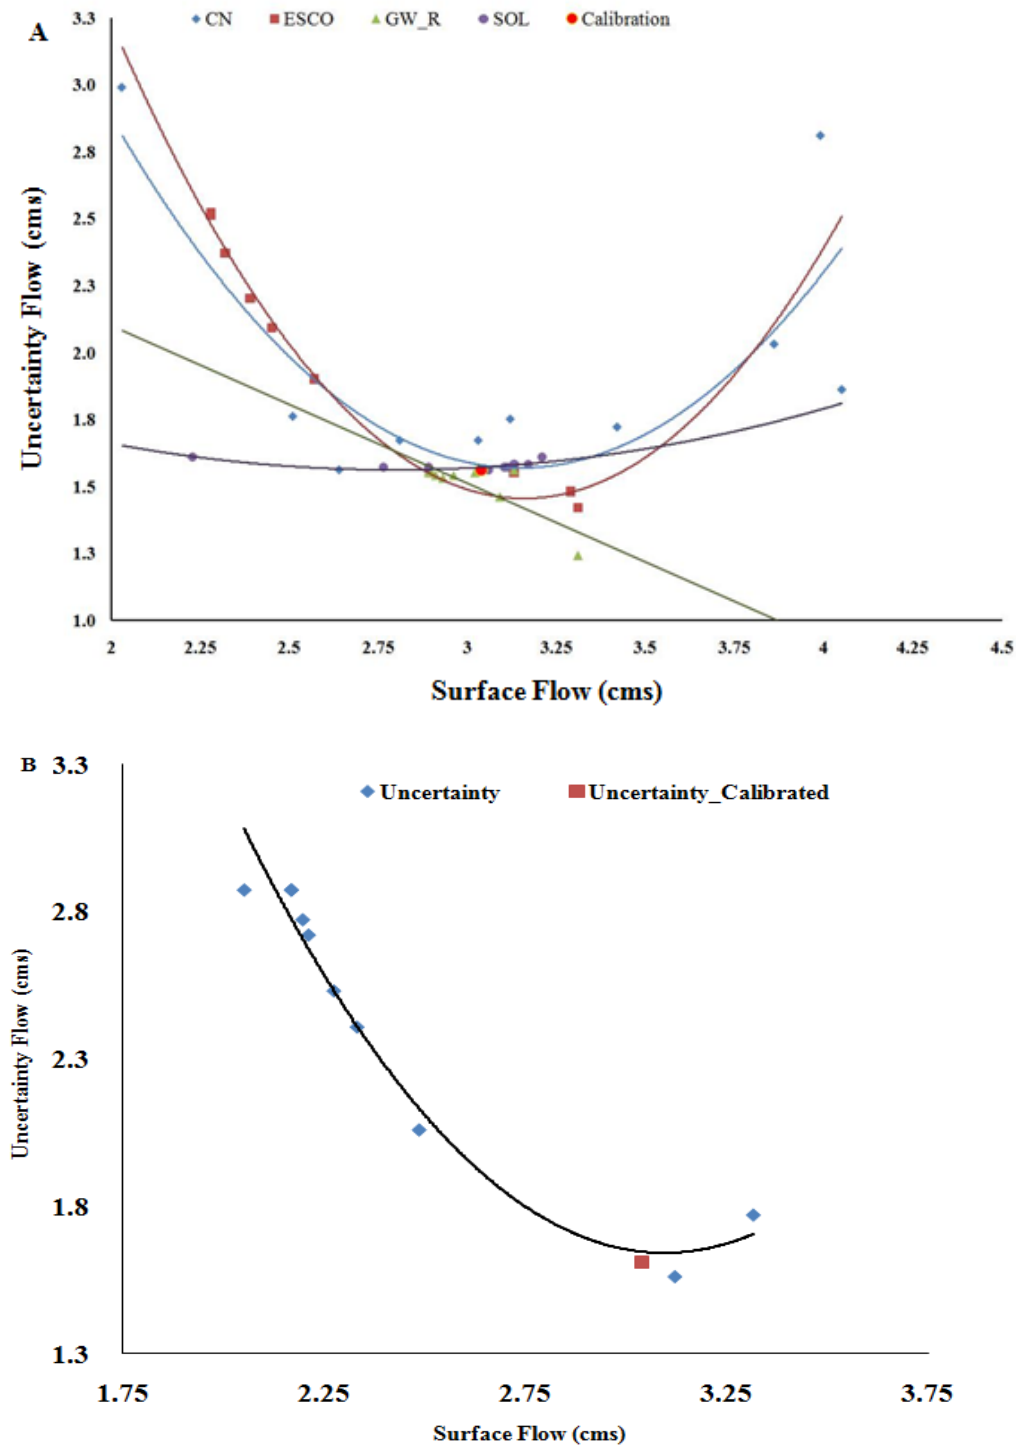 A
CN ESCO GW_R SOL Calibration
3.3
3.0
2.8
2.5
2.3
2.0
1.8
1.5
1.3
1.0
Uncertainty Flow (cms)
2 2.25 2.5 2.75 3 3.25 3.5 3.75 4 4.25 4.5
Surface Flow (cms)
B
Uncertainty Uncertainty_Calibrated
3.3
2.8
2.3
1.8
1.3
Uncertainty Flow (cms)
1.75 2.25 2.75 3.25 3.75
Surface Flow (cms)